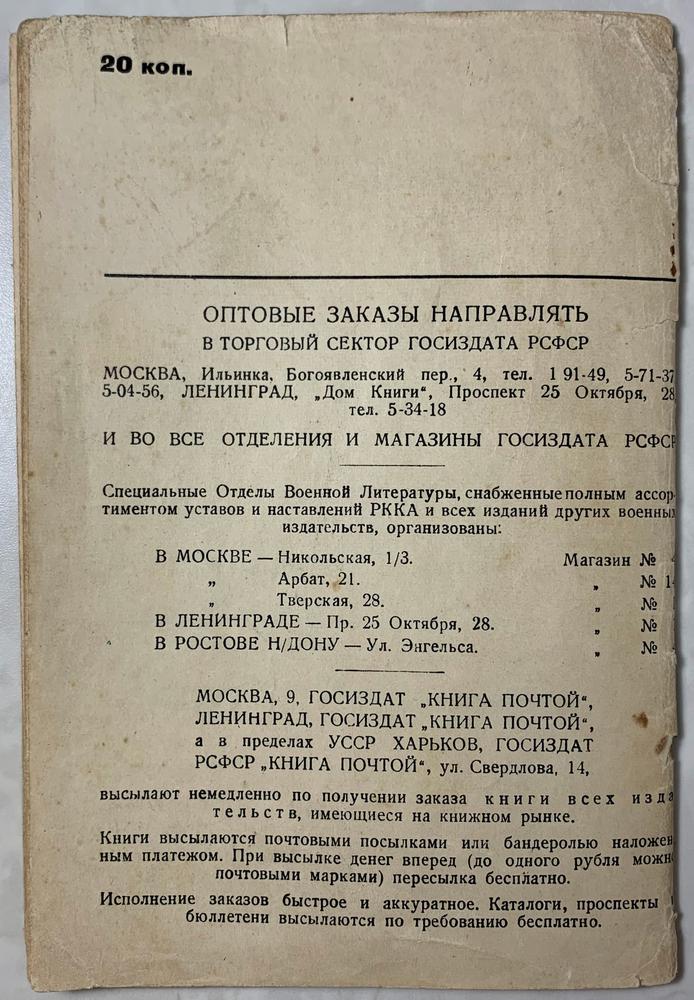 20 коп.
ОПТОВЫЕ ЗАКАЗЫ НАПРАВЛЯТЬ
В ТОРГОВЫЙ СЕКТОР ГОСИЗДАТА РСФСР
МОСКВА, Ильинка, Богоявленский пер., 4, тел. 1 91-49, 5-71-37
5-04-56, ЛЕНИНГРАД, „Дом Книги“, Проспект 25 Октября, 28
тел. 5-34-18
И ВО ВСЕ ОТДЕЛЕНИЯ И МАГАЗИНЫ ГОСИЗДАТА РСФСР
Специальные Отделы Военной Литературы, снабженные полным ассор-
тиментом уставов и наставлений РККА и всех изданий других военных
издательств, организованы:
В МОСКВЕ — Никольская, 1/3. Магазин №
„ Арбат, 21. „ №
„ Тверская, 28. „ №
В ЛЕНИНГРАДЕ — Пр. 25 Октября, 28. „ №
В РОСТОВЕ Н/ДОНУ — Ул. Энгельса. „ №
МОСКВА, 9, ГОСИЗДАТ „КНИГА ПОЧТОЙ“,
ЛЕНИНГРАД, ГОСИЗДАТ „КНИГА ПОЧТОЙ“,
а в пределах УССР ХАРЬКОВ, ГОСИЗДАТ
РСФСР „КНИГА ПОЧТОЙ“, ул. Свердлова, 14,
высылают немедленно по получении заказа книги всех изда
тельств, имеющиеся на книжном рынке.
Книги высылаются почтовыми посылками или бандеролью наложен
ным платежом. При высылке денег вперед (до одного рубля можно
почтовыми марками) пересылка бесплатно.
Исполнение заказов быстрое и аккуратное. Каталоги, проспекты
бюллетени высылаются по требованию бесплатно.